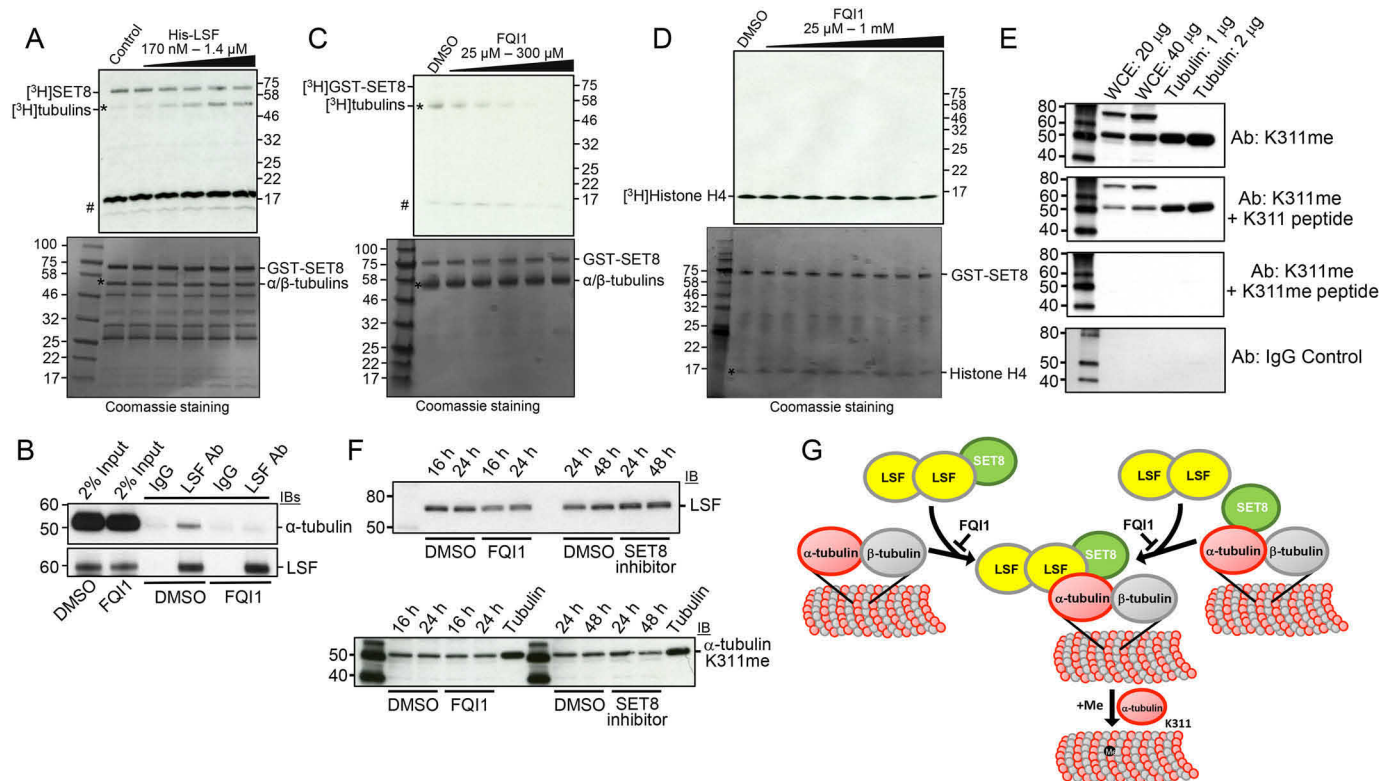 A
Control
His-LSF
170 nM – 1.4 µM
[³H]SET8
[³H]tubulins
*
#
75
58
46
32
25
22
17
100
75
58
46
32
25
22
17
*
GST-SET8
α/β-tubulins
Coomassie staining
C
DMSO
FQI1
25 µM – 300 µM
[³H]GST-SET8
[³H]tubulins
*
#
75
58
46
32
25
22
17
100
75
58
46
32
25
22
17
*
GST-SET8
α/β-tubulins
Coomassie staining
D
DMSO
FQI1
25 µM – 1 mM
[³H]Histone H4
75
58
46
32
25
22
17
75
58
46
32
25
22
17
*
GST-SET8
Histone H4
Coomassie staining
E
WCE: 20 µg
WCE: 40 µg
Tubulin: 1 µg
Tubulin: 2 µg
80
60
50
40
Ab: K311me
80
60
50
40
Ab: K311me
+ K311 peptide
80
60
50
40
Ab: K311me
+ K311me peptide
80
50
40
Ab: IgG Control
B
2% Input
2% Input
IgG
LSF Ab
IgG
LSF Ab
IBs
60
50
α-tubulin
60
LSF
DMSO
FQI1
DMSO
FQI1
F
16 h
24 h
16 h
24 h
24 h
48 h
24 h
48 h
IB
80
60
50
LSF
DMSO
FQI1
DMSO
SET8
inhibitor
16 h
24 h
16 h
24 h
Tubulin
24 h
48 h
24 h
48 h
Tubulin
IB
50
40
α-tubulin
K311me
DMSO
FQI1
DMSO
SET8
inhibitor
G
LSF
LSF
SET8
LSF
LSF
SET8
FQI1
FQI1
α-tubulin
β-tubulin
LSF
LSF
SET8
α-tubulin
β-tubulin
α-tubulin
β-tubulin
+Me
α-tubulin
K311
Me